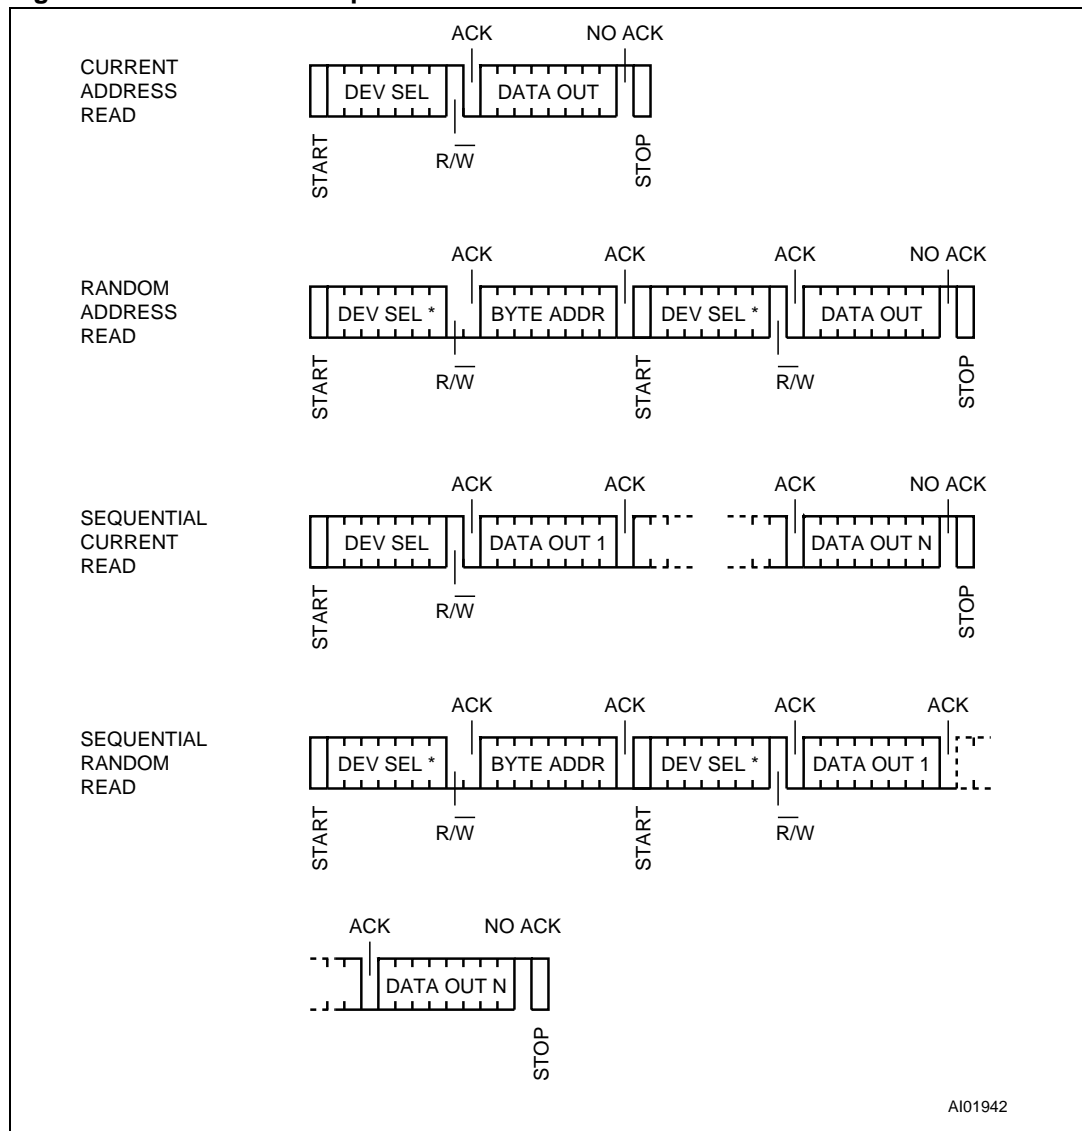 ACK NO ACK
CURRENT
ADDRESS
READ
DEV SEL DATA OUT
START R/W̅ STOP
ACK ACK ACK NO ACK
RANDOM
ADDRESS
READ
DEV SEL * BYTE ADDR DEV SEL * DATA OUT
START R/W̅ START R̅/W STOP
ACK ACK ACK NO ACK
SEQUENTIAL
CURRENT
READ
DEV SEL DATA OUT 1 DATA OUT N
START R/W̅ STOP
ACK ACK ACK ACK
SEQUENTIAL
RANDOM
READ
DEV SEL * BYTE ADDR DEV SEL * DATA OUT 1
START R/W̅ START R̅/W
ACK NO ACK
DATA OUT N
STOP
AI01942